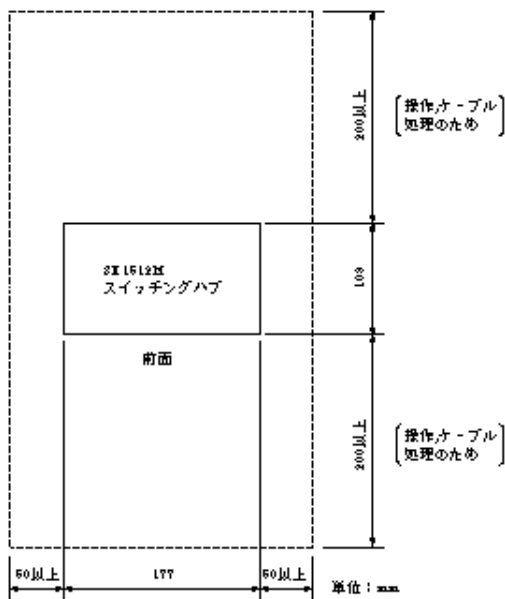 200以上
操作,ケーブル
処理のため
スイッチングハブ
109
前面
200以上
操作,ケーブル
処理のため
50以上
177
50以上
単位：mm